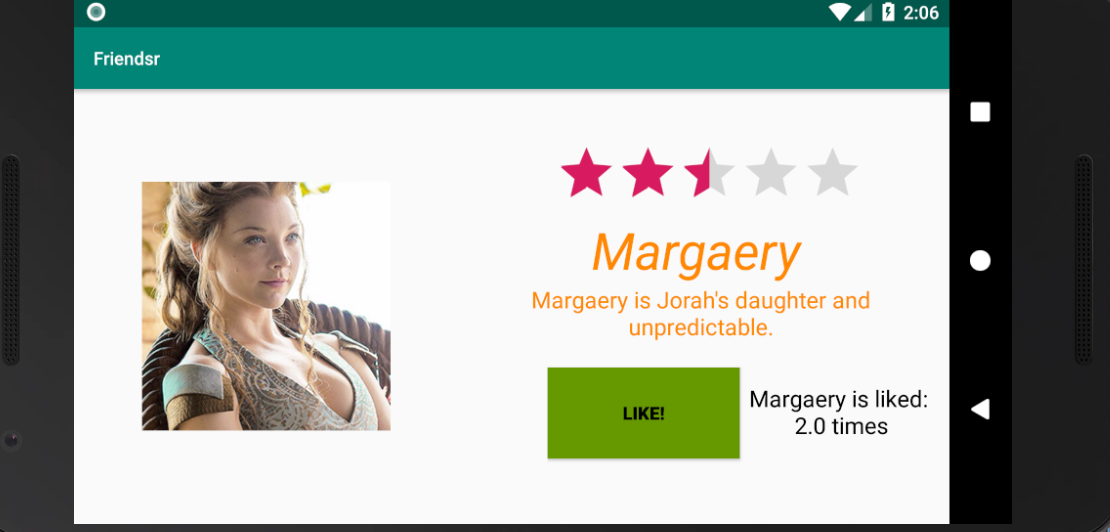 2:06
Friendsr
Margaery
Margaery is Jorah's daughter and
unpredictable.
LIKE!
Margaery is liked:
2.0 times